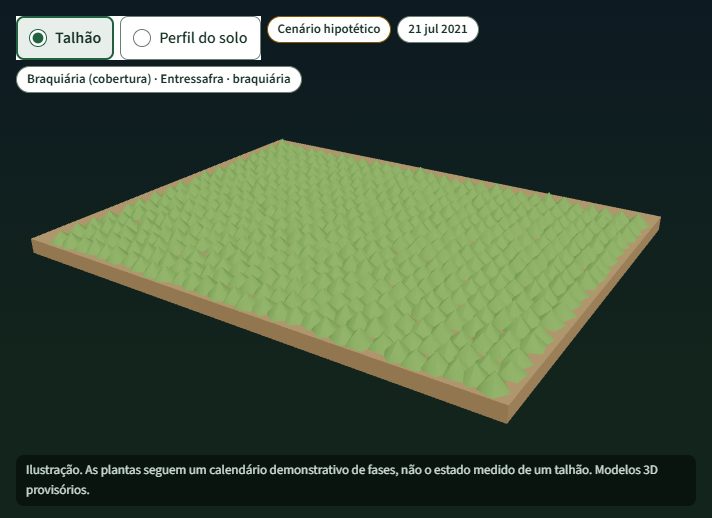 Talhão
Perfil do solo
Cenário hipotético
21 jul 2021
Braquiária (cobertura) · Entressafra · braquiária
Ilustração. As plantas seguem um calendário demonstrativo de fases, não o estado medido de um talhão. Modelos 3D
provisórios.